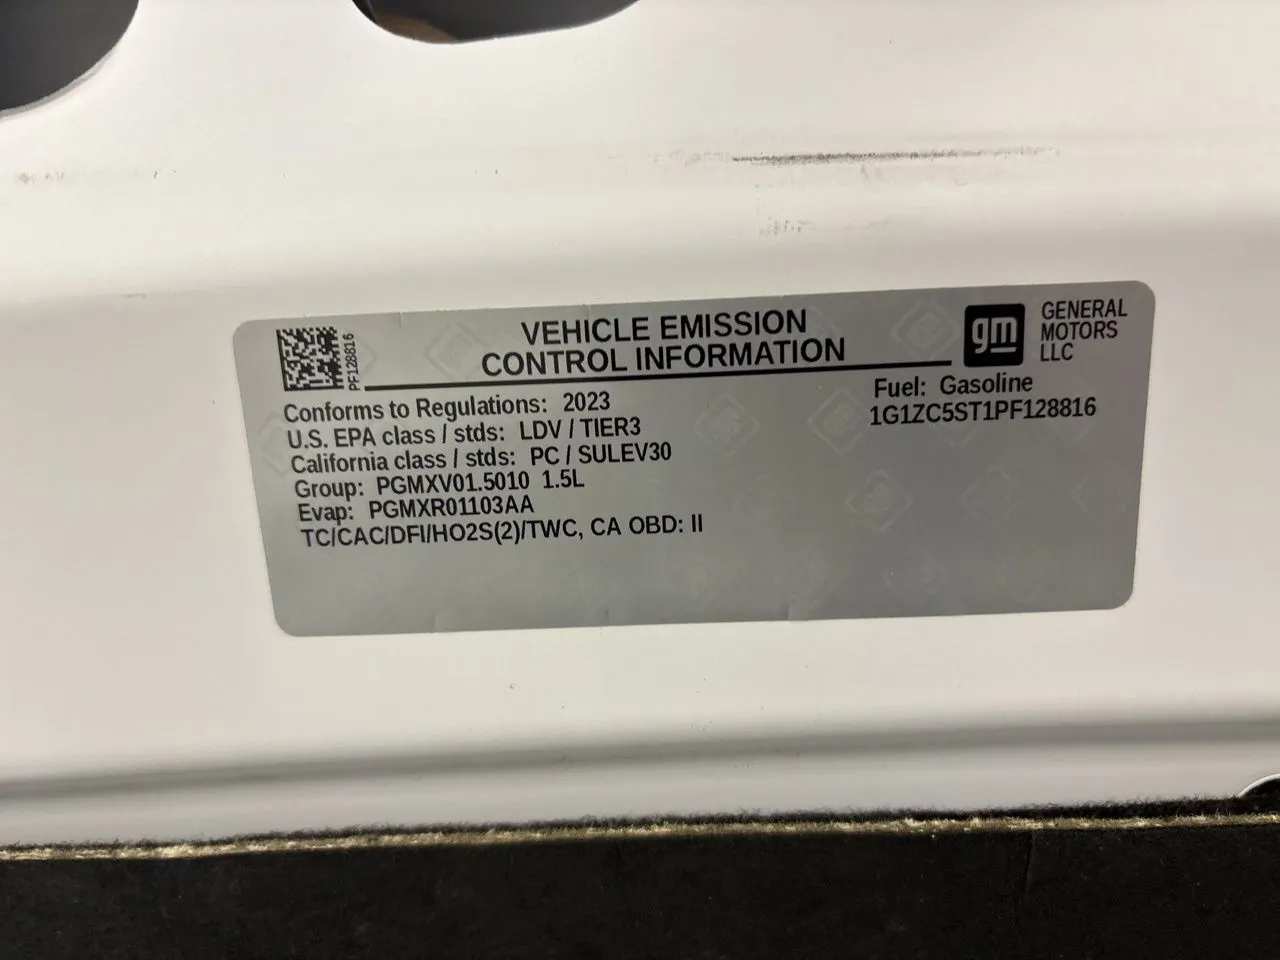 PF128816
VEHICLE EMISSION
CONTROL INFORMATION
gm
GENERAL
MOTORS
LLC
Conforms to Regulations: 2023
U.S. EPA class / stds: LDV / TIER3
California class / stds: PC / SULEV30
Group: PGMXV01.5010 1.5L
Evap: PGMXR01103AA
TC/CAC/DFI/HO2S(2)/TWC, CA OBD: II
Fuel: Gasoline
1G1ZC5ST1PF128816